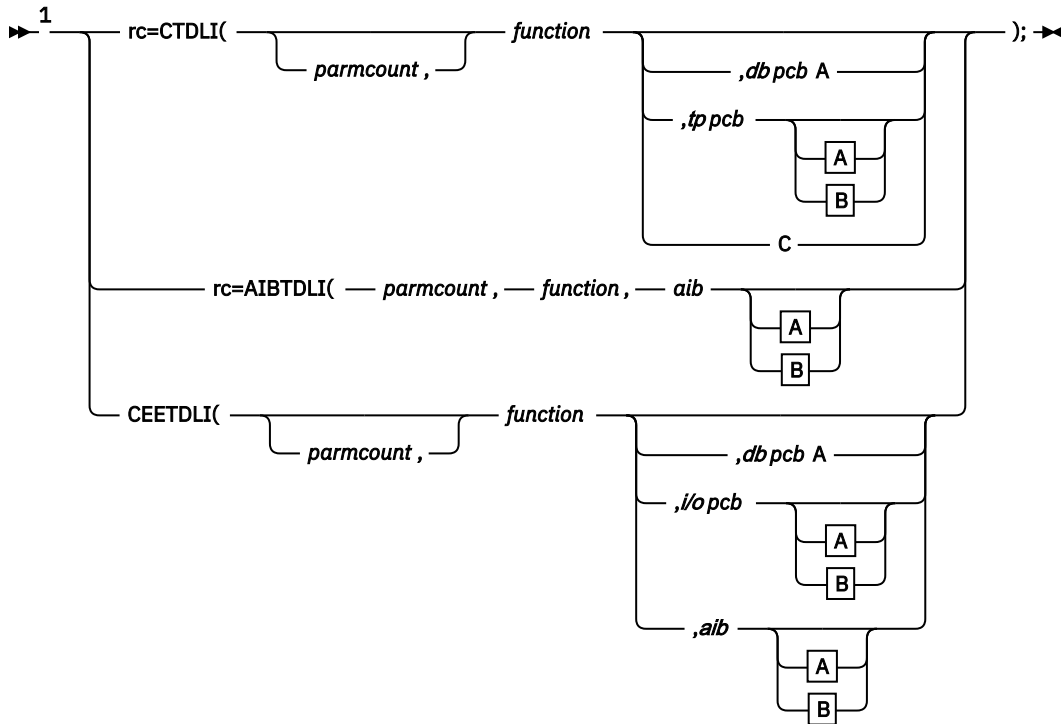 1
rc=CTDLI( function );
parmcount ,
,db pcb A
,tp pcb
A
B
C
rc=AIBTDLI( parmcount, function, aib
A
B
CEETDLI( function
parmcount ,
,db pcb A
,i/o pcb
A
B
,aib
A
B